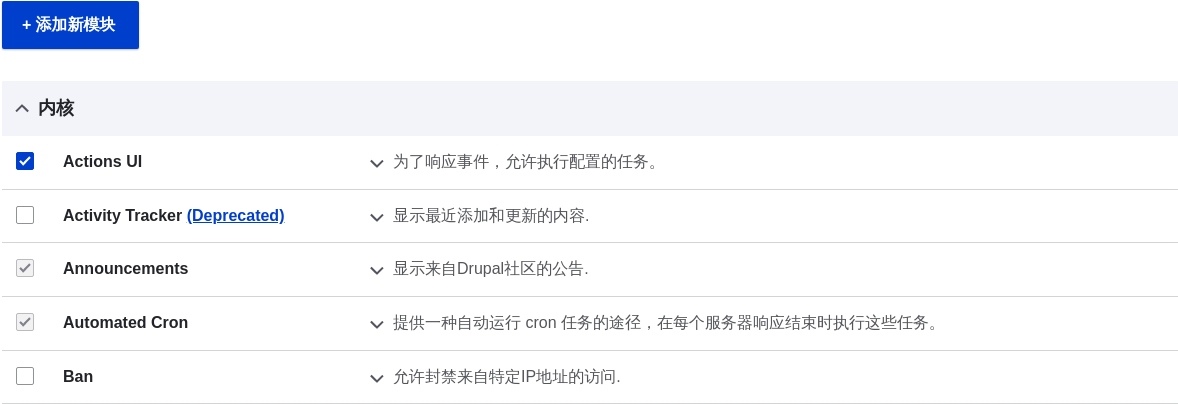 + 添加新模块
内核
Actions UI 为了响应事件，允许执行配置的任务。
Activity Tracker (Deprecated) 显示最近添加和更新的内容.
Announcements 显示来自Drupal社区的公告.
Automated Cron 提供一种自动运行 cron 任务的途径，在每个服务器响应结束时执行这些任务。
Ban 允许封禁来自特定IP地址的访问.